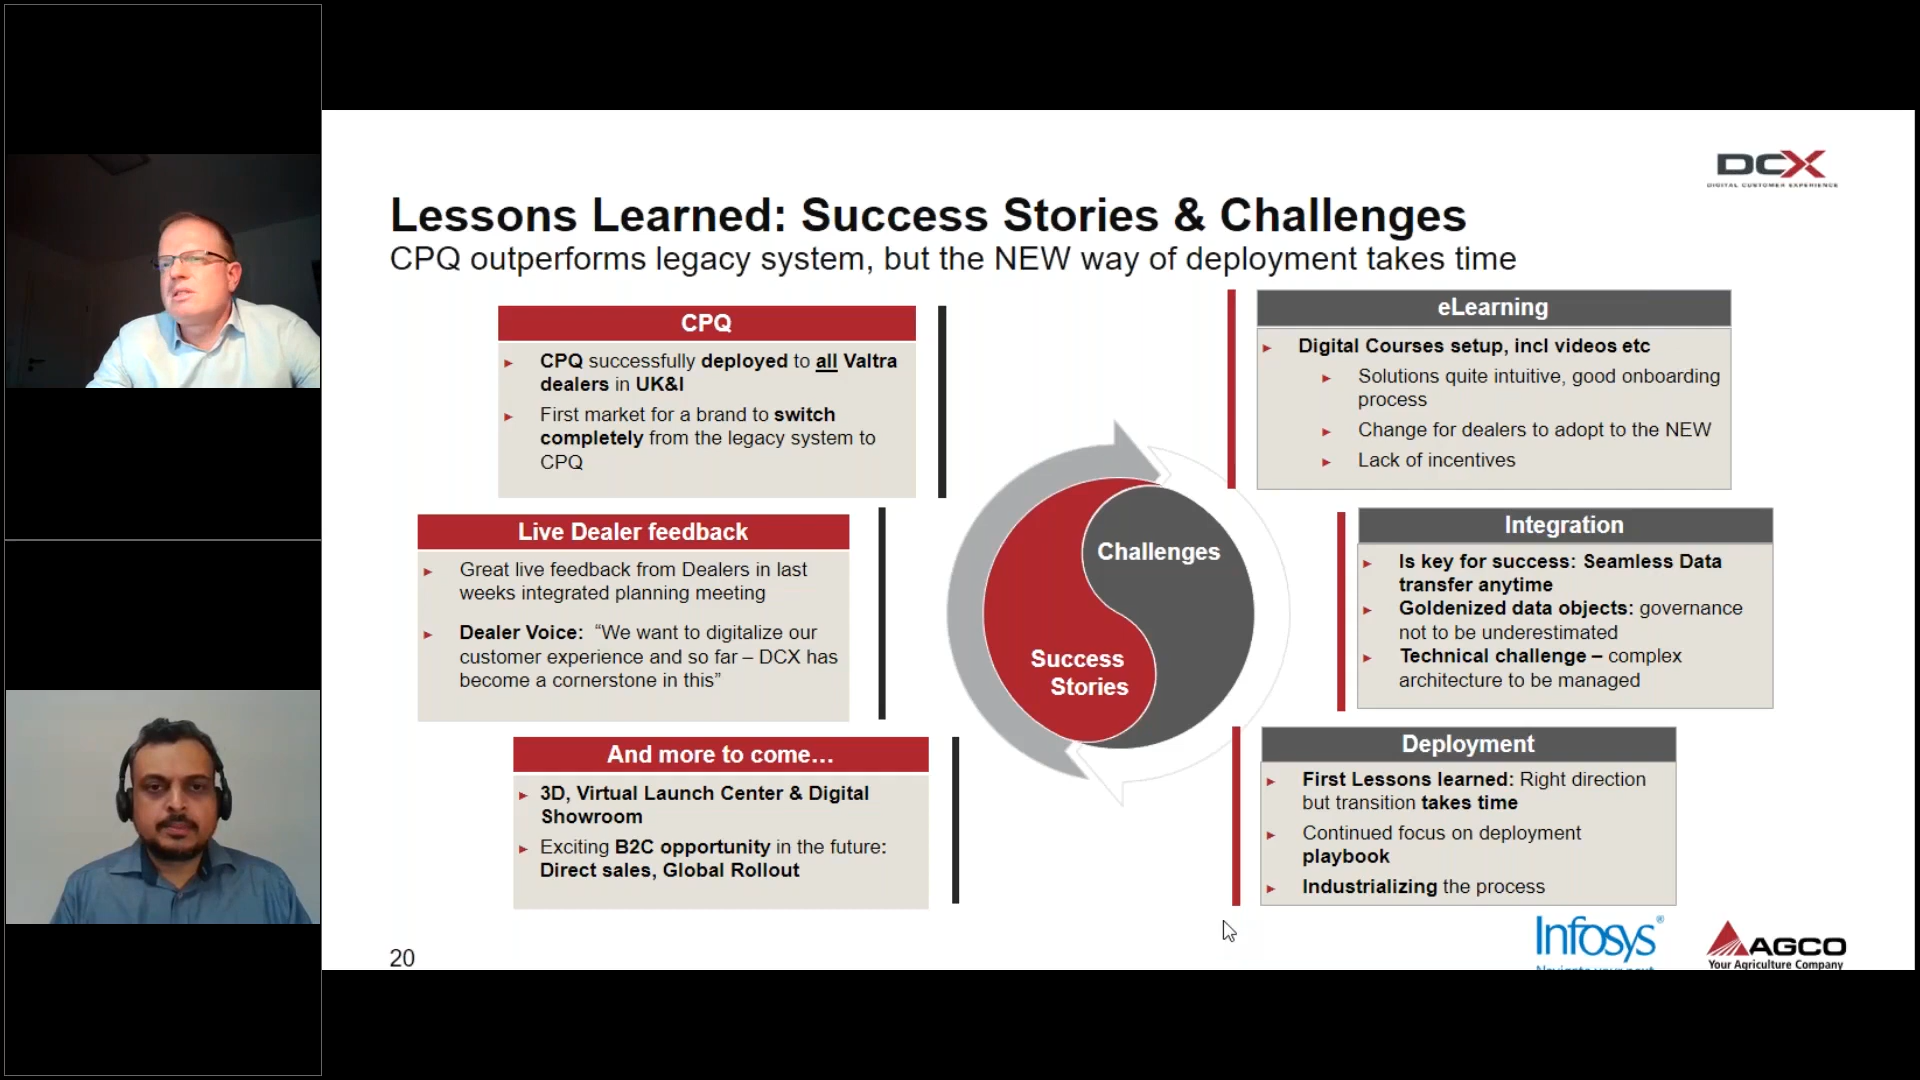 DCX
DIGITAL CUSTOMER EXPERIENCE
Lessons Learned: Success Stories & Challenges
CPQ outperforms legacy system, but the NEW way of deployment takes time
CPQ
CPQ successfully deployed to all Valtra
dealers in UK&I
First market for a brand to switch
completely from the legacy system to
CPQ
Live Dealer feedback
Great live feedback from Dealers in last
weeks integrated planning meeting
Dealer Voice: “We want to digitalize our
customer experience and so far – DCX has
become a cornerstone in this”
And more to come…
3D, Virtual Launch Center & Digital
Showroom
Exciting B2C opportunity in the future:
Direct sales, Global Rollout
Challenges
Success
Stories
eLearning
Digital Courses setup, incl videos etc
Solutions quite intuitive, good onboarding
process
Change for dealers to adopt to the NEW
Lack of incentives
Integration
Is key for success: Seamless Data
transfer anytime
Goldenized data objects: governance
not to be underestimated
Technical challenge – complex
architecture to be managed
Deployment
First Lessons learned: Right direction
but transition takes time
Continued focus on deployment
playbook
Industrializing the process
20
Infosys®
AGCO
Your Agriculture Company